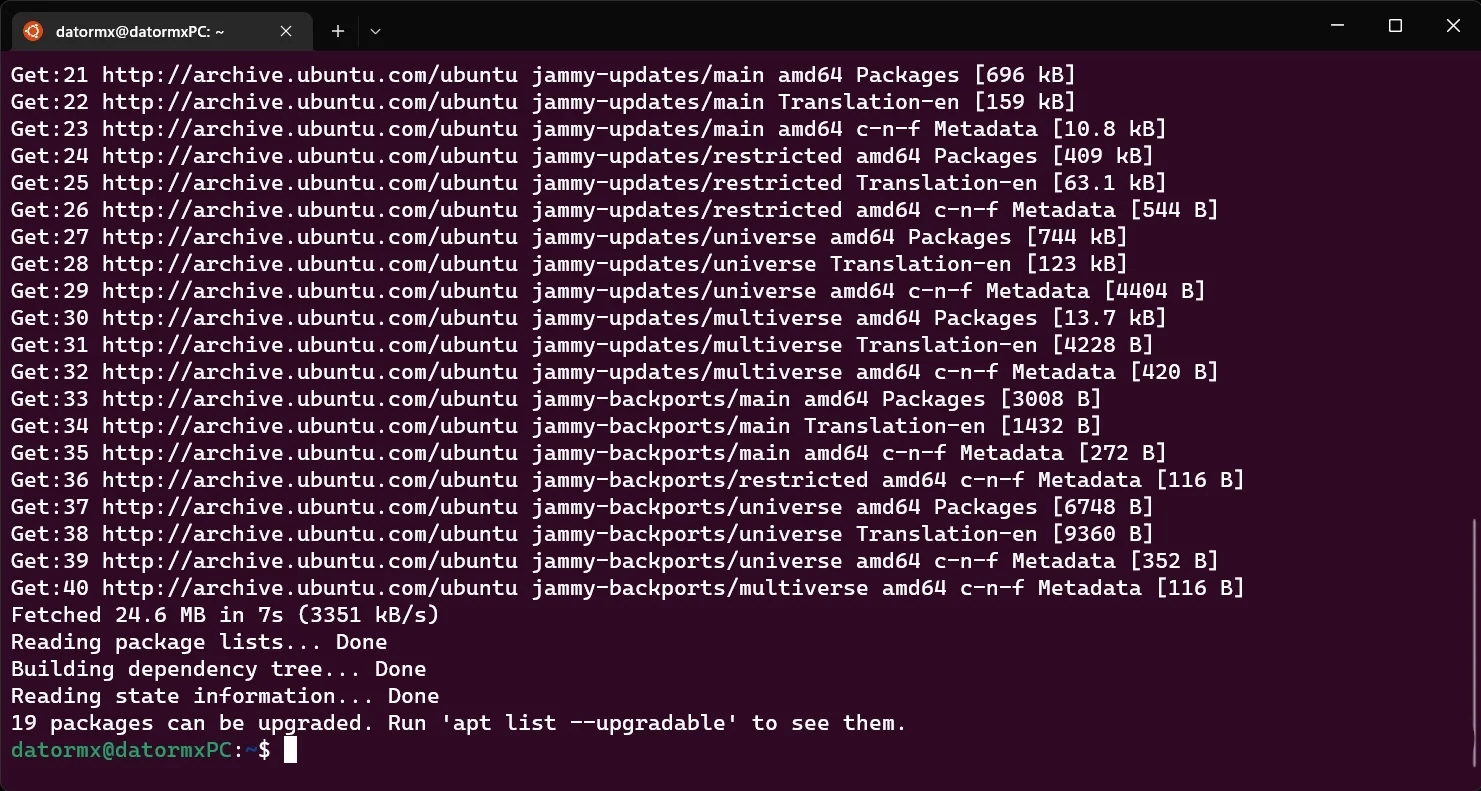 datormx@datormxPC: ~
Get:21 http://archive.ubuntu.com/ubuntu jammy-updates/main amd64 Packages [696 kB]
Get:22 http://archive.ubuntu.com/ubuntu jammy-updates/main Translation-en [159 kB]
Get:23 http://archive.ubuntu.com/ubuntu jammy-updates/main amd64 c-n-f Metadata [10.8 kB]
Get:24 http://archive.ubuntu.com/ubuntu jammy-updates/restricted amd64 Packages [409 kB]
Get:25 http://archive.ubuntu.com/ubuntu jammy-updates/restricted Translation-en [63.1 kB]
Get:26 http://archive.ubuntu.com/ubuntu jammy-updates/restricted amd64 c-n-f Metadata [544 B]
Get:27 http://archive.ubuntu.com/ubuntu jammy-updates/universe amd64 Packages [744 kB]
Get:28 http://archive.ubuntu.com/ubuntu jammy-updates/universe Translation-en [123 kB]
Get:29 http://archive.ubuntu.com/ubuntu jammy-updates/universe amd64 c-n-f Metadata [4404 B]
Get:30 http://archive.ubuntu.com/ubuntu jammy-updates/multiverse amd64 Packages [13.7 kB]
Get:31 http://archive.ubuntu.com/ubuntu jammy-updates/multiverse Translation-en [4228 B]
Get:32 http://archive.ubuntu.com/ubuntu jammy-updates/multiverse amd64 c-n-f Metadata [420 B]
Get:33 http://archive.ubuntu.com/ubuntu jammy-backports/main amd64 Packages [3008 B]
Get:34 http://archive.ubuntu.com/ubuntu jammy-backports/main Translation-en [1432 B]
Get:35 http://archive.ubuntu.com/ubuntu jammy-backports/main amd64 c-n-f Metadata [272 B]
Get:36 http://archive.ubuntu.com/ubuntu jammy-backports/restricted amd64 c-n-f Metadata [116 B]
Get:37 http://archive.ubuntu.com/ubuntu jammy-backports/universe amd64 Packages [6748 B]
Get:38 http://archive.ubuntu.com/ubuntu jammy-backports/universe Translation-en [9360 B]
Get:39 http://archive.ubuntu.com/ubuntu jammy-backports/universe amd64 c-n-f Metadata [352 B]
Get:40 http://archive.ubuntu.com/ubuntu jammy-backports/multiverse amd64 c-n-f Metadata [116 B]
Fetched 24.6 MB in 7s (3351 kB/s)
Reading package lists... Done
Building dependency tree... Done
Reading state information... Done
19 packages can be upgraded. Run 'apt list --upgradable' to see them.
datormx@datormxPC:~$